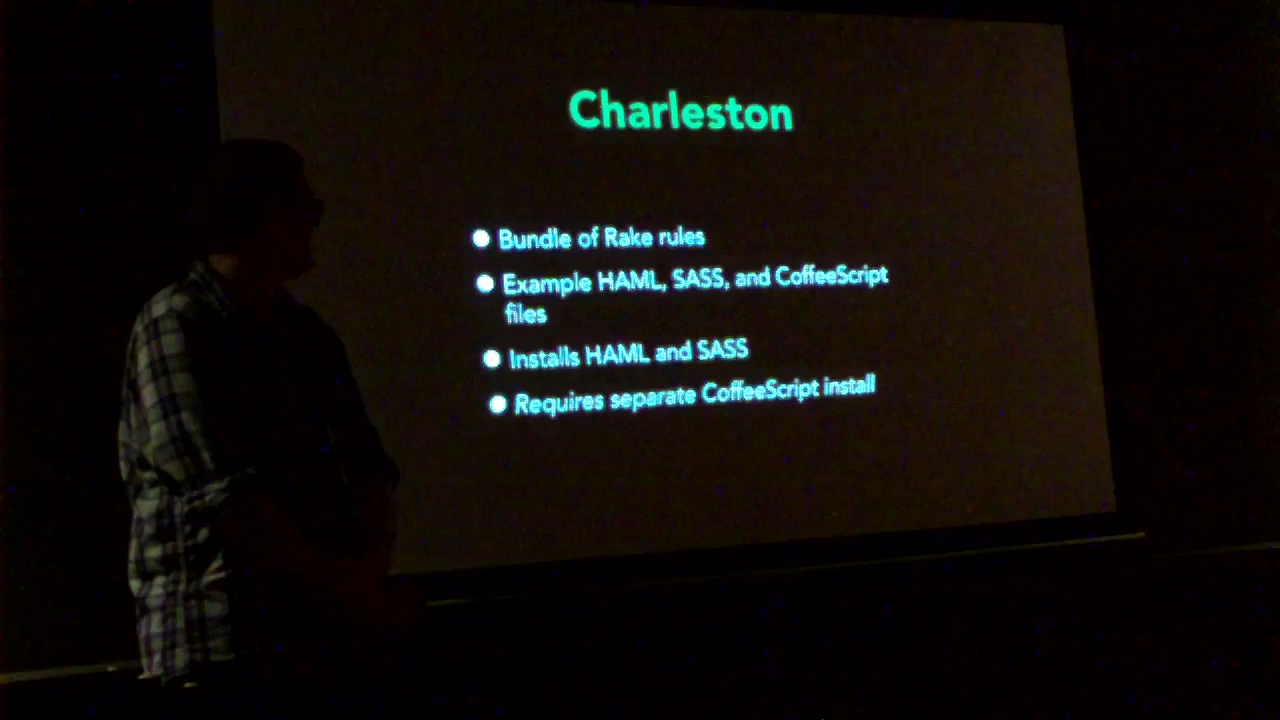 Charleston
Bundle of Rake rules
Example HAML, SASS, and CoffeeScript
files
Installs HAML and SASS
Requires separate CoffeeScript install